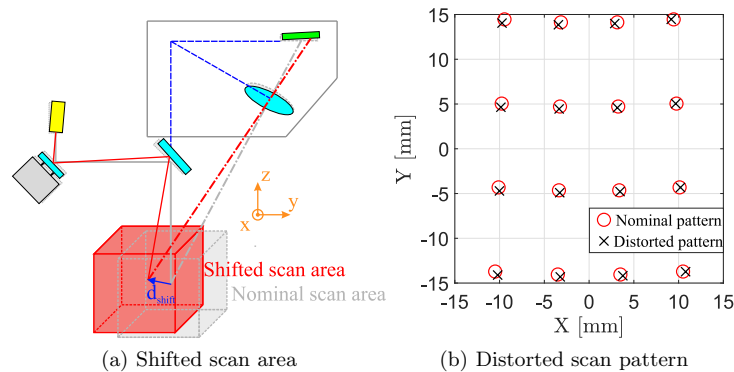 z
y
x
Shifted scan area
d shift
Nominal scan area
(a) Shifted scan area
15
10
5
0
-5
-10
-15
Y [mm]
Nominal pattern
Distorted pattern
-15 -10 -5 0 5 10 15
X [mm]
(b) Distorted scan pattern